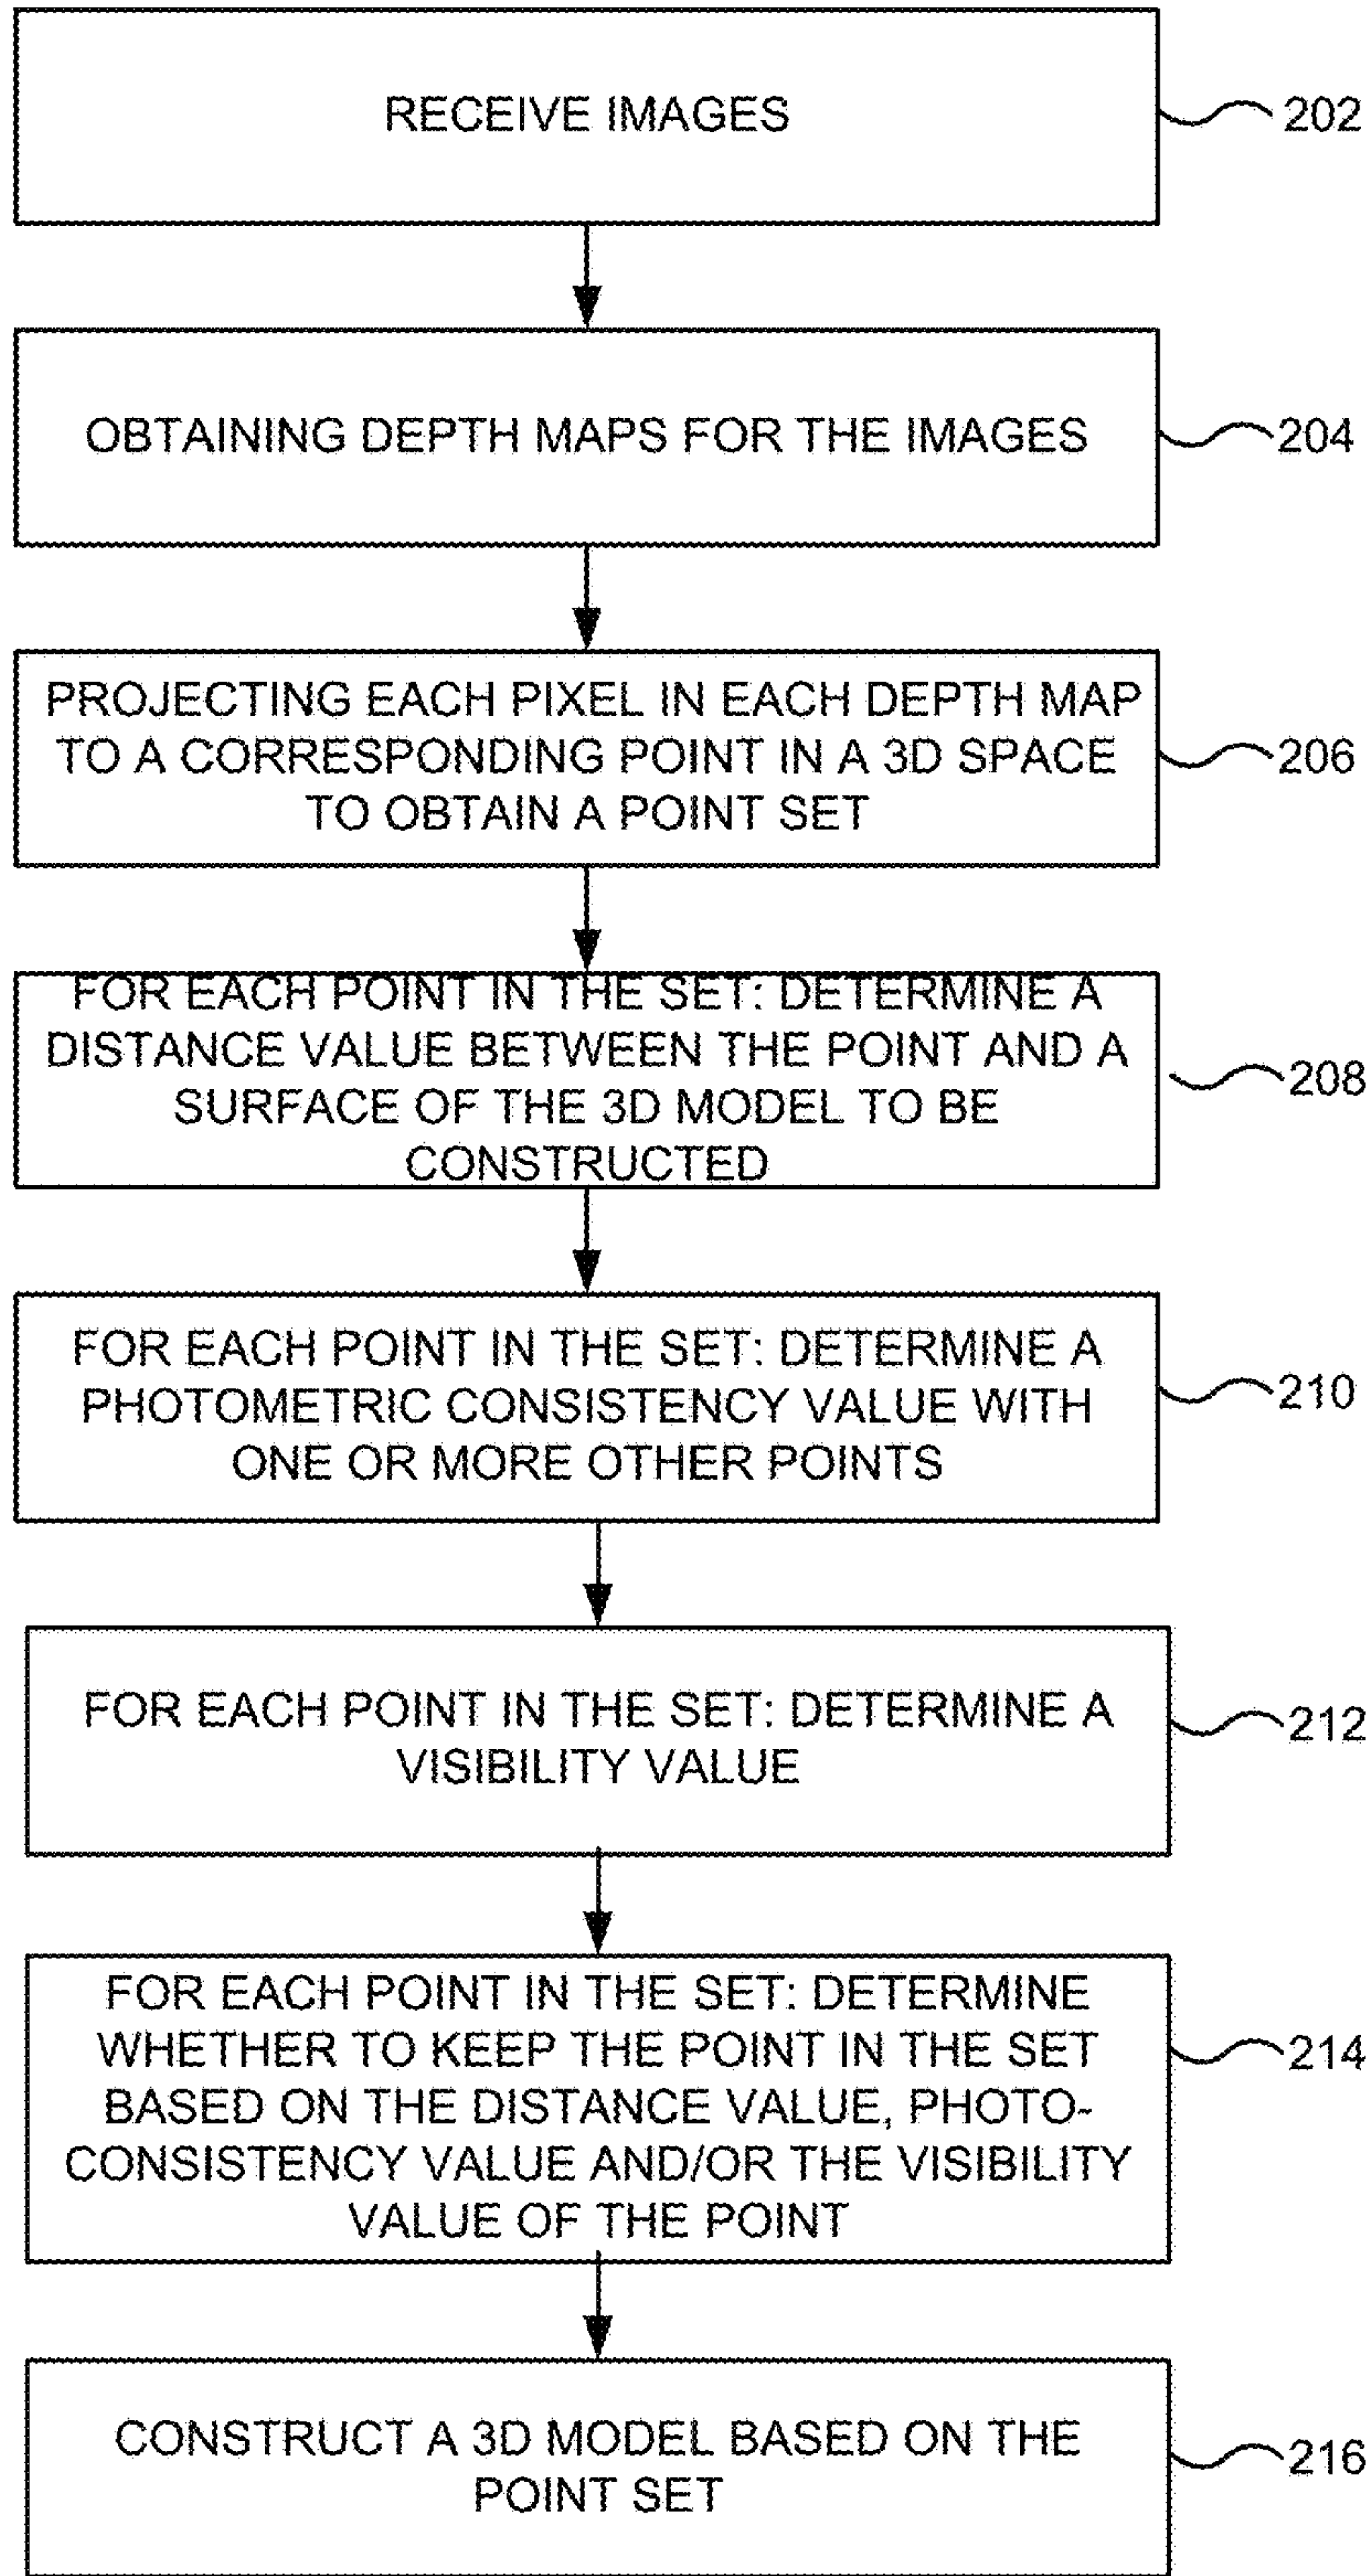 RECEIVE IMAGES
202
OBTAINING DEPTH MAPS FOR THE IMAGES
204
PROJECTING EACH PIXEL IN EACH DEPTH MAP
TO A CORRESPONDING POINT IN A 3D SPACE
TO OBTAIN A POINT SET
206
FOR EACH POINT IN THE SET: DETERMINE A
DISTANCE VALUE BETWEEN THE POINT AND A
SURFACE OF THE 3D MODEL TO BE
CONSTRUCTED
208
FOR EACH POINT IN THE SET: DETERMINE A
PHOTOMETRIC CONSISTENCY VALUE WITH
ONE OR MORE OTHER POINTS
210
FOR EACH POINT IN THE SET: DETERMINE A
VISIBILITY VALUE
212
FOR EACH POINT IN THE SET: DETERMINE
WHETHER TO KEEP THE POINT IN THE SET
BASED ON THE DISTANCE VALUE, PHOTO-
CONSISTENCY VALUE AND/OR THE VISIBILITY
VALUE OF THE POINT
214
CONSTRUCT A 3D MODEL BASED ON THE
POINT SET
216